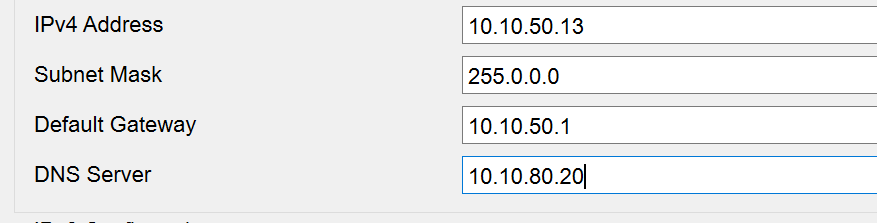 IPv4 Address 10.10.50.13
Subnet Mask 255.0.0.0
Default Gateway 10.10.50.1
DNS Server 10.10.80.20